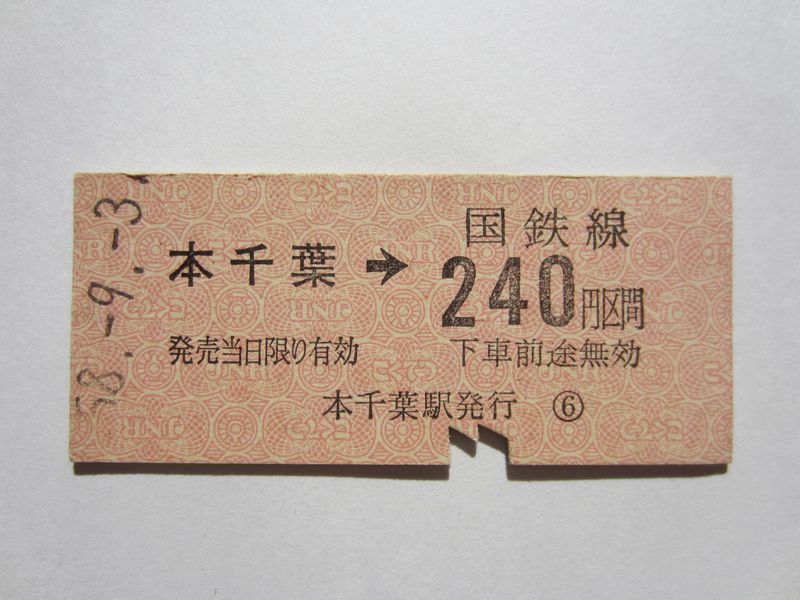 58.-9.-3.
国鉄線
本千葉➔240円区間
発売当日限り有効 下車前途無効
本千葉駅発行 ⑥